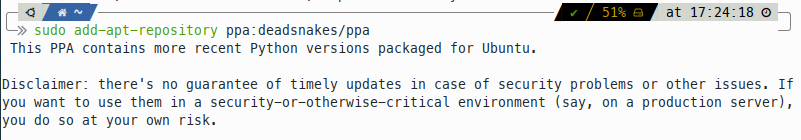 ~ ✔ 51% at 17:24:18
» sudo add-apt-repository ppa:deadsnakes/ppa
This PPA contains more recent Python versions packaged for Ubuntu.
Disclaimer: there's no guarantee of timely updates in case of security problems or other issues. If
you want to use them in a security-or-otherwise-critical environment (say, on a production server),
you do so at your own risk.